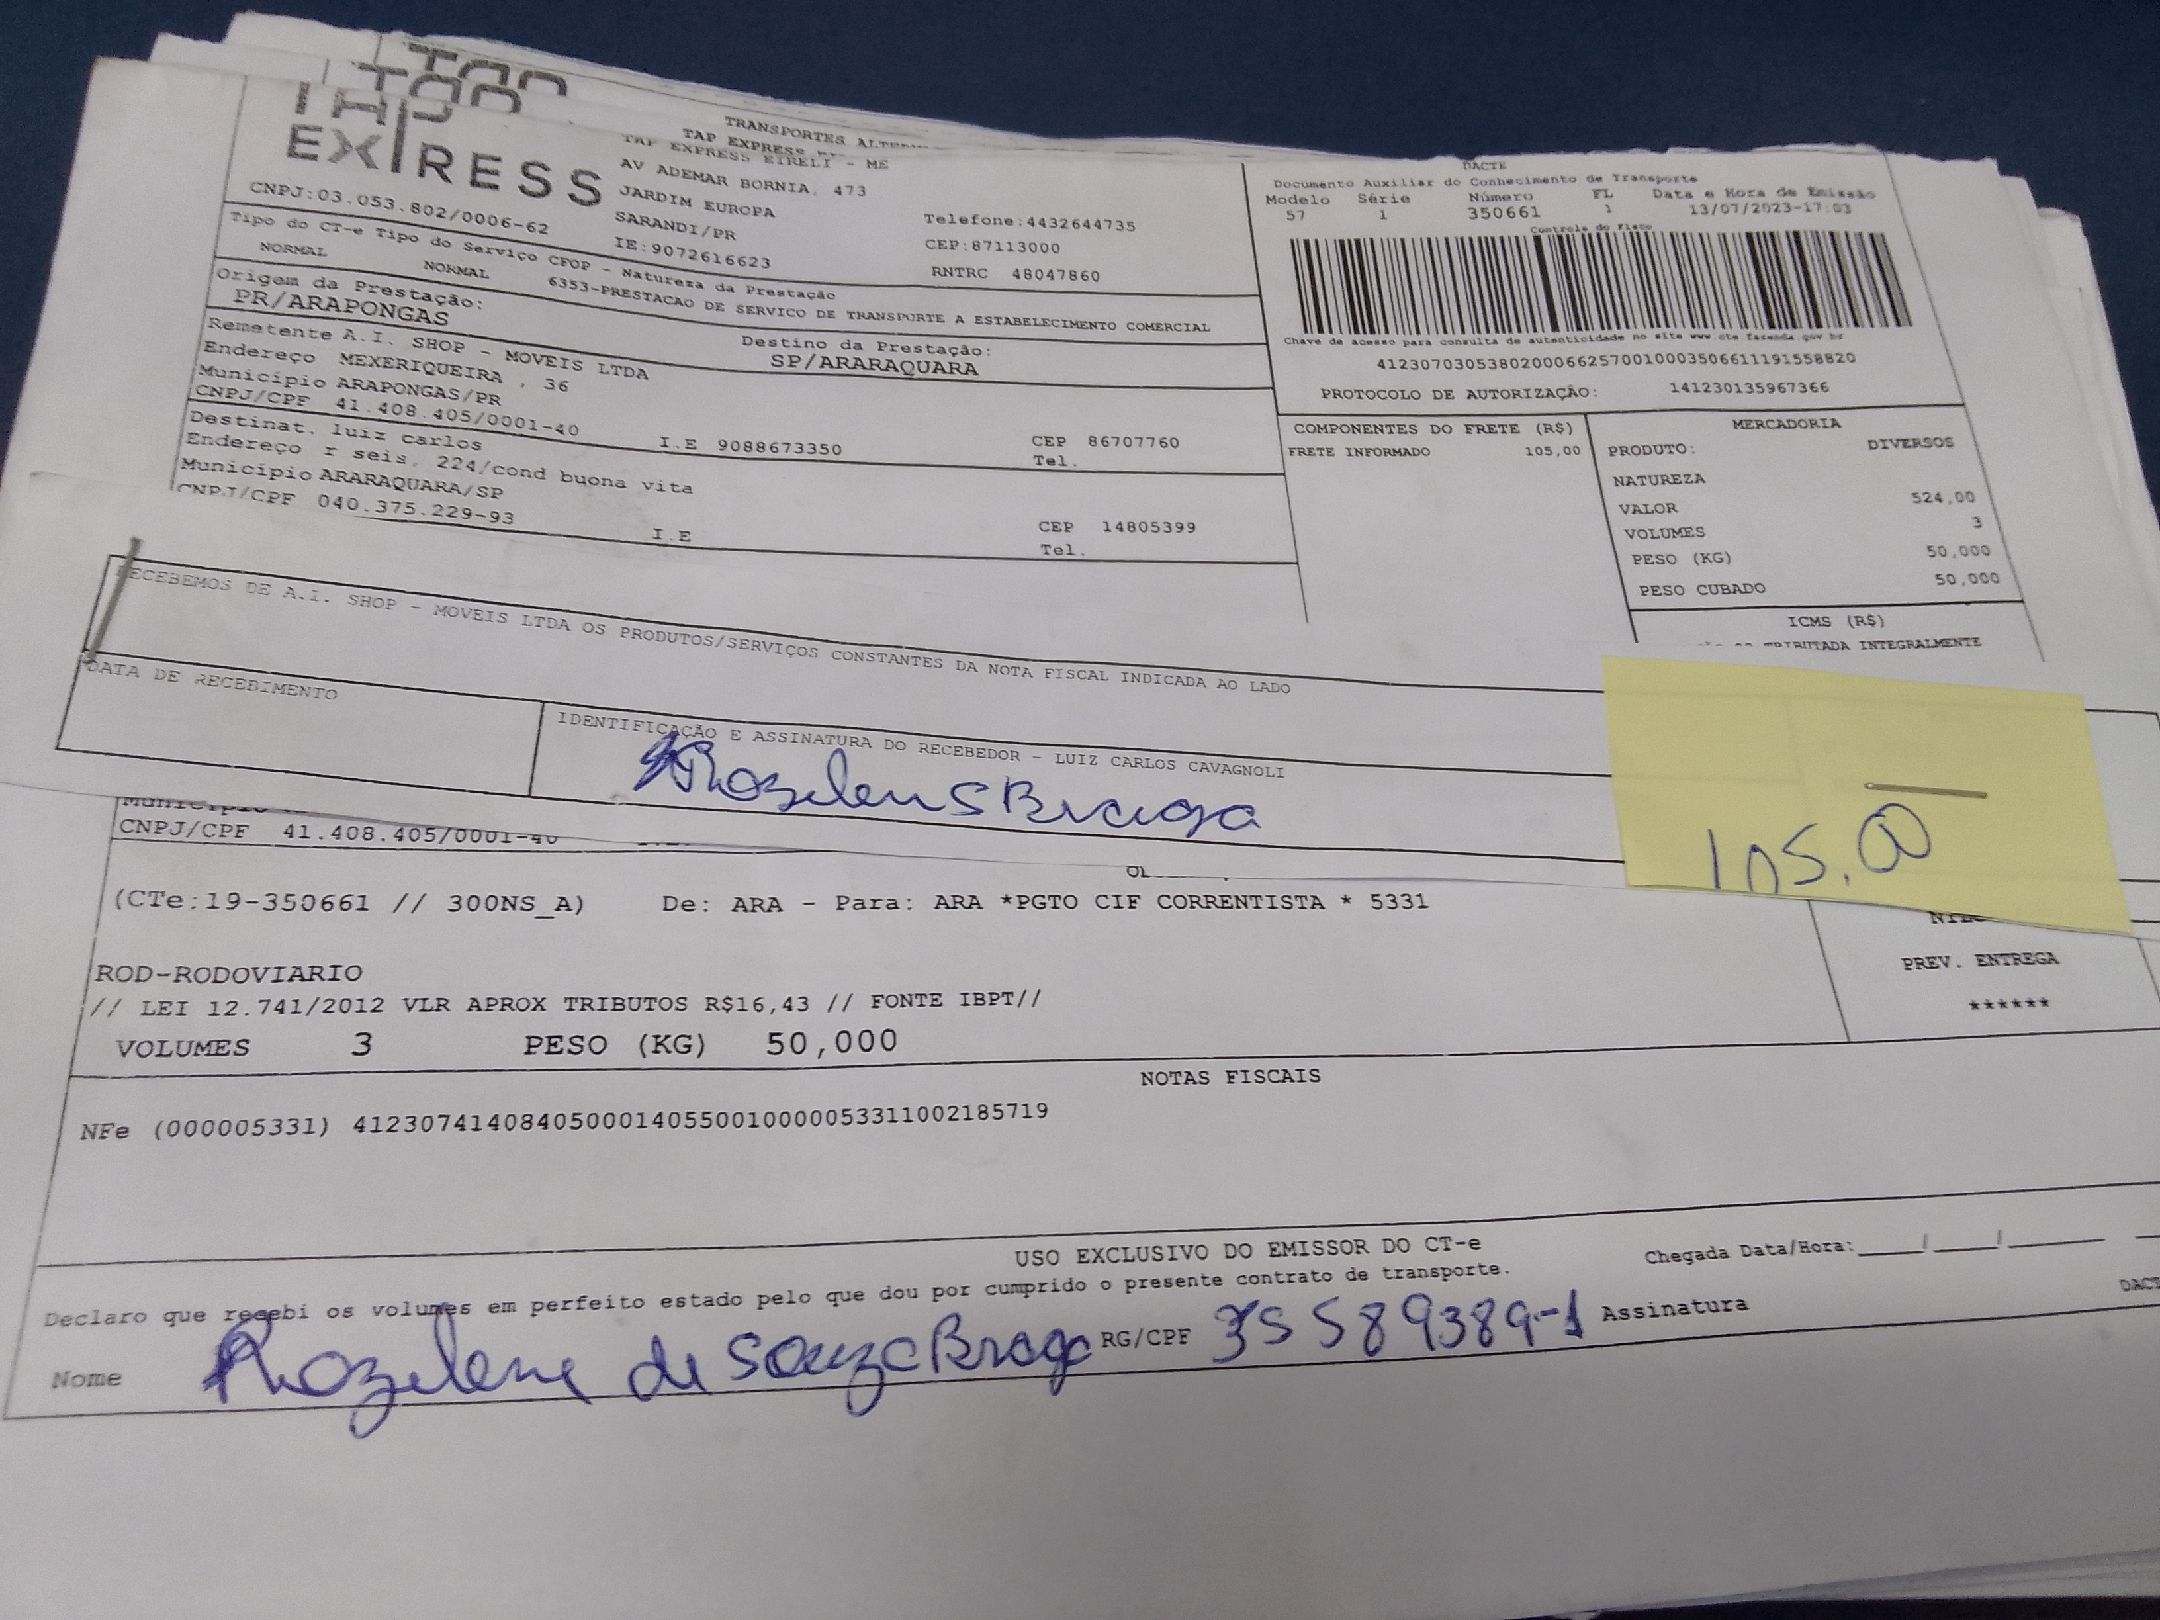 TRANSPORTES
TAP EXPRESS
TAP EXPRESS EIRELI - ME
EXPRESS
AV ADEMAR BORNIA, 473
JARDIM EUROPA
SARANDI/PR
IE:9072616623
Telefone:4432644735
CEP:87113000
RNTRC 48047860
CNPJ:03.053.802/0006-62
Tipo do CT-e Tipo do Serviço CFOP - Natureza da Prestação
NORMAL NORMAL 6353-PRESTACAO DE SERVICO DE TRANSPORTE A ESTABELECIMENTO COMERCIAL
Origem da Prestação: Destino da Prestação:
PR/ARAPONGAS SP/ARARAQUARA
Remetente A.I. SHOP - MOVEIS LTDA
Endereço MEXERIQUEIRA , 36
Município ARAPONGAS/PR CEP 86707760
CNPJ/CPF 41.408.405/0001-40 I.E 9088673350 Tel.
Destinat. luiz carlos
Endereço r seis, 224/cond buona vita
Município ARARAQUARA/SP CEP 14805399
CNPJ/CPF 040.375.229-93 I.E Tel.
DACTE
Documento Auxiliar do Conhecimento de Transporte
Modelo Série Número FL Data e Hora de Emissão
57 1 350661 1 13/07/2023-17:03
Controle do Fisco
Chave de acesso para consulta de autenticidade no site www.cte.fazenda.gov.br
41230703053802000662570010003506611191558820
PROTOCOLO DE AUTORIZAÇÃO: 141230135967366
COMPONENTES DO FRETE (R$)
FRETE INFORMADO 105,00
MERCADORIA
PRODUTO: DIVERSOS
NATUREZA
VALOR 524,00
VOLUMES 3
PESO (KG) 50,000
PESO CUBADO 50,000
ICMS (R$)
TRIBUTADA INTEGRALMENTE
RECEBEMOS DE A.I. SHOP - MOVEIS LTDA OS PRODUTOS/SERVIÇOS CONSTANTES DA NOTA FISCAL INDICADA AO LADO
DATA DE RECEBIMENTO
IDENTIFICAÇÃO E ASSINATURA DO RECEBEDOR - LUIZ CARLOS CAVAGNOLI
Rhozelen S Braga
105.00
Município
CNPJ/CPF 41.408.405/0001-40
(CTe:19-350661 // 300NS_A) De: ARA - Para: ARA *PGTO CIF CORRENTISTA * 5331
PREV. ENTREGA
******
ROD-RODOVIARIO
// LEI 12.741/2012 VLR APROX TRIBUTOS R$16,43 // FONTE IBPT//
VOLUMES 3 PESO (KG) 50,000
NOTAS FISCAIS
NFe (000005331) 41230741408405000140550010000053311002185719
USO EXCLUSIVO DO EMISSOR DO CT-e
Declaro que recebi os volumes em perfeito estado pelo que dou por cumprido o presente contrato de transporte.
Chegada Data/Hora:____/____/______
DACT
Nome Rhozelene de Souza Braga RG/CPF 35589389-1 Assinatura